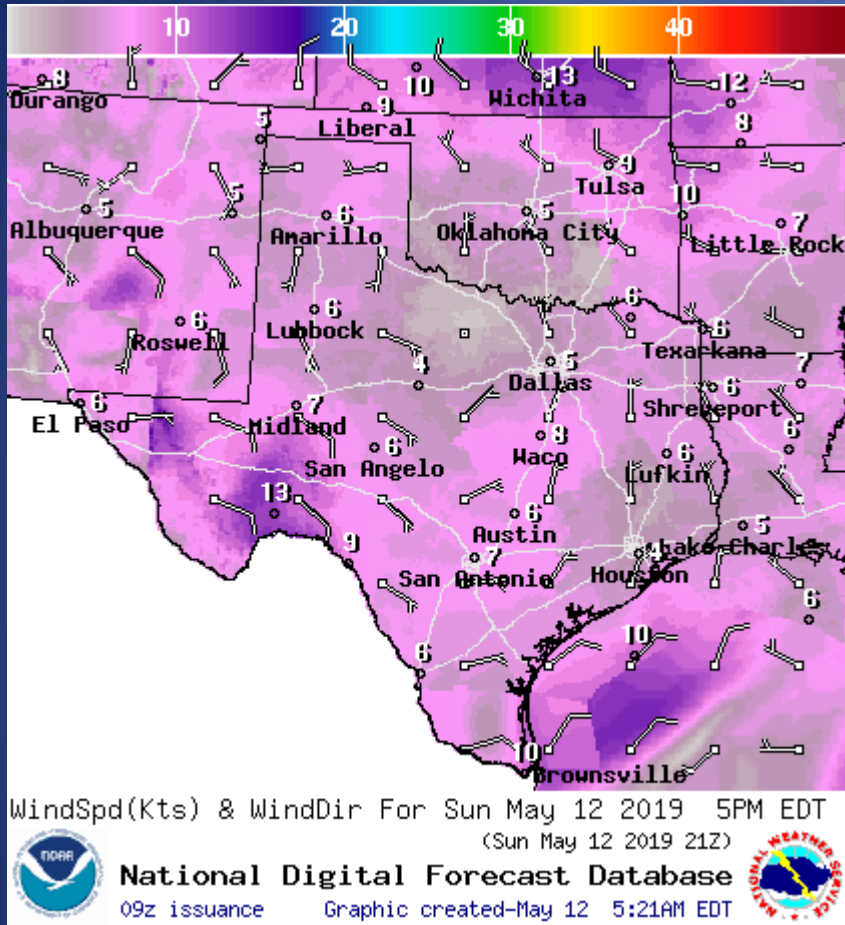 10 20 30 40
8 10 13 12
Durango Wichita
9 8
5 Liberal
9
Tulsa
5 5 6 5 10 7
Albuquerque Amarillo Oklahoma City Little Rock
6 6 6 6
Roswell Lubbock Texarkana
4 5 7
Dallas
6 7 6
El Paso Midland Shreveport
6 8 6 6
San Angelo Waco Lufkin
13 6 5
Austin Lake Charles
9 7 4
San Antonio Houston
6
6 10
10
Brownsville
WindSpd(Kts) & WindDir For Sun May 12 2019 5PM EDT
(Sun May 12 2019 21Z)
NOAA
National Digital Forecast Database
09z issuance Graphic created-May 12 5:21AM EDT
NATIONAL WEATHER SERVICE